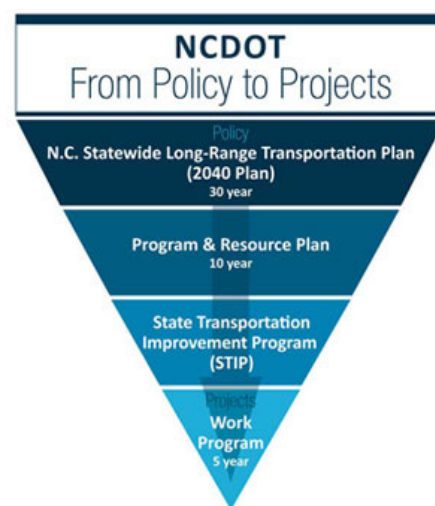 NCDOT
From Policy to Projects
Policy
N.C. Statewide Long-Range Transportation Plan
(2040 Plan)
30 year
Program & Resource Plan
10 year
State Transportation
Improvement Program
(STIP)
Projects
Work
Program
5 year